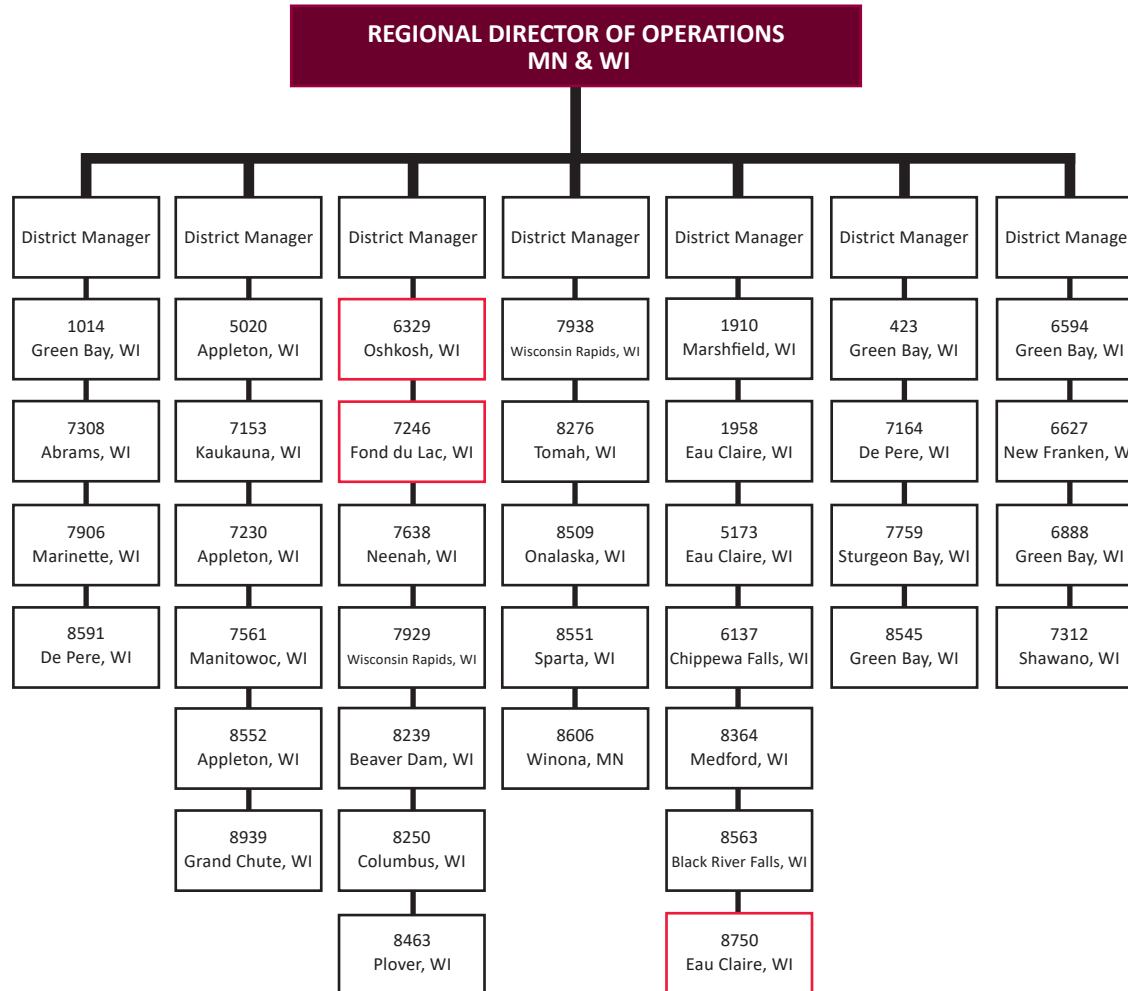 REGIONAL DIRECTOR OF OPERATIONS
MN & WI
District Manager
1014
Green Bay, WI
7308
Abrams, WI
7906
Marinette, WI
8591
De Pere, WI
District Manager
5020
Appleton, WI
7153
Kaukauna, WI
7230
Appleton, WI
7561
Manitowoc, WI
8552
Appleton, WI
8939
Grand Chute, WI
District Manager
6329
Oshkosh, WI
7246
Fond du Lac, WI
7638
Neenah, WI
7929
Wisconsin Rapids, WI
8239
Beaver Dam, WI
8250
Columbus, WI
8463
Plover, WI
District Manager
7938
Wisconsin Rapids, WI
8276
Tomah, WI
8509
Onalaska, WI
8551
Sparta, WI
8606
Winona, MN
District Manager
1910
Marshfield, WI
1958
Eau Claire, WI
5173
Eau Claire, WI
6137
Chippewa Falls, WI
8364
Medford, WI
8563
Black River Falls, WI
8750
Eau Claire, WI
District Manager
423
Green Bay, WI
7164
De Pere, WI
7759
Sturgeon Bay, WI
8545
Green Bay, WI
District Manage
6594
Green Bay, WI
6627
New Franken, W
6888
Green Bay, WI
7312
Shawano, WI